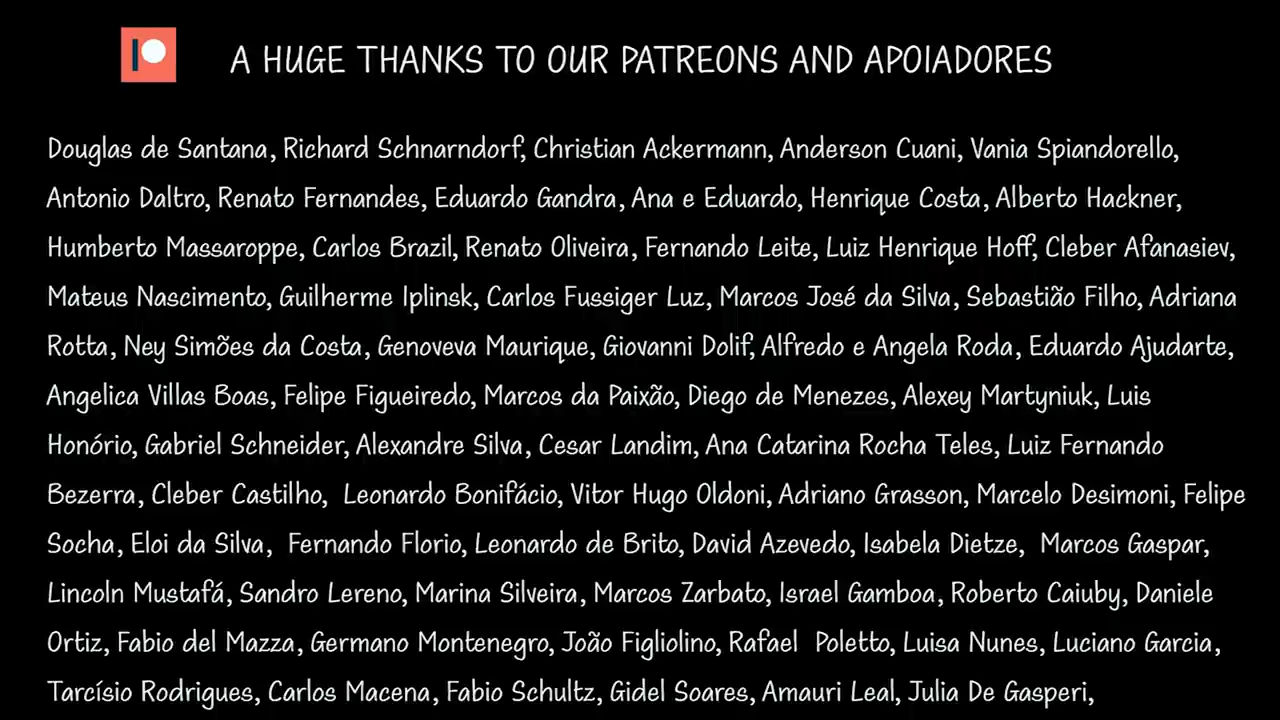 A HUGE THANKS TO OUR PATREONS AND APOIADORES
Douglas de Santana, Richard Schnarndorf, Christian Ackermann, Anderson Cuani, Vania Spiandorello,
Antonio Daltro, Renato Fernandes, Eduardo Gandra, Ana e Eduardo, Henrique Costa, Alberto Hackner,
Humberto Massaroppe, Carlos Brazil, Renato Oliveira, Fernando Leite, Luiz Henrique Hoff, Cleber Afanasiev,
Mateus Nascimento, Guilherme Iplinsk, Carlos Fussiger Luz, Marcos José da Silva, Sebastião Filho, Adriana
Rotta, Ney Simões da Costa, Genoveva Maurique, Giovanni Dolif, Alfredo e Angela Roda, Eduardo Ajudarte,
Angelica Villas Boas, Felipe Figueiredo, Marcos da Paixão, Diego de Menezes, Alexey Martyniuk, Luis
Honório, Gabriel Schneider, Alexandre Silva, Cesar Landim, Ana Catarina Rocha Teles, Luiz Fernando
Bezerra, Cleber Castilho, Leonardo Bonifácio, Vitor Hugo Oldoni, Adriano Grasson, Marcelo Desimoni, Felipe
Socha, Eloi da Silva, Fernando Florio, Leonardo de Brito, David Azevedo, Isabela Dietze, Marcos Gaspar,
Lincoln Mustafá, Sandro Lereno, Marina Silveira, Marcos Zarbato, Israel Gamboa, Roberto Caiuby, Daniele
Ortiz, Fabio del Mazza, Germano Montenegro, João Figliolino, Rafael Poletto, Luisa Nunes, Luciano Garcia,
Tarcísio Rodrigues, Carlos Macena, Fabio Schultz, Gidel Soares, Amauri Leal, Julia De Gasperi,